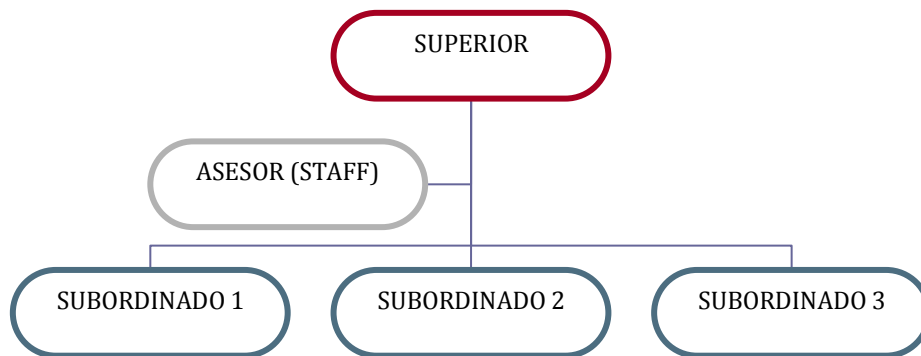 SUPERIOR
ASESOR (STAFF)
SUBORDINADO 1
SUBORDINADO 2
SUBORDINADO 3